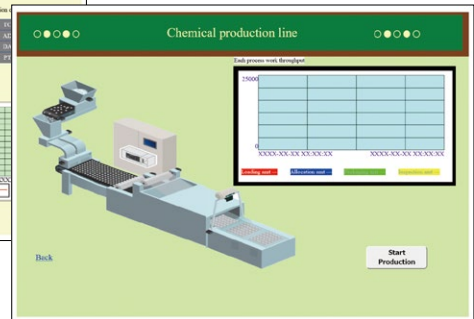 Chemical production line
Each process work throughput
25000
0
XXXX-XX-XX XX:XX:XX XXXX-XX-XX XX:XX:XX
Loading unit --
Allocation unit --
Inspection unit --
Back
Start
Production